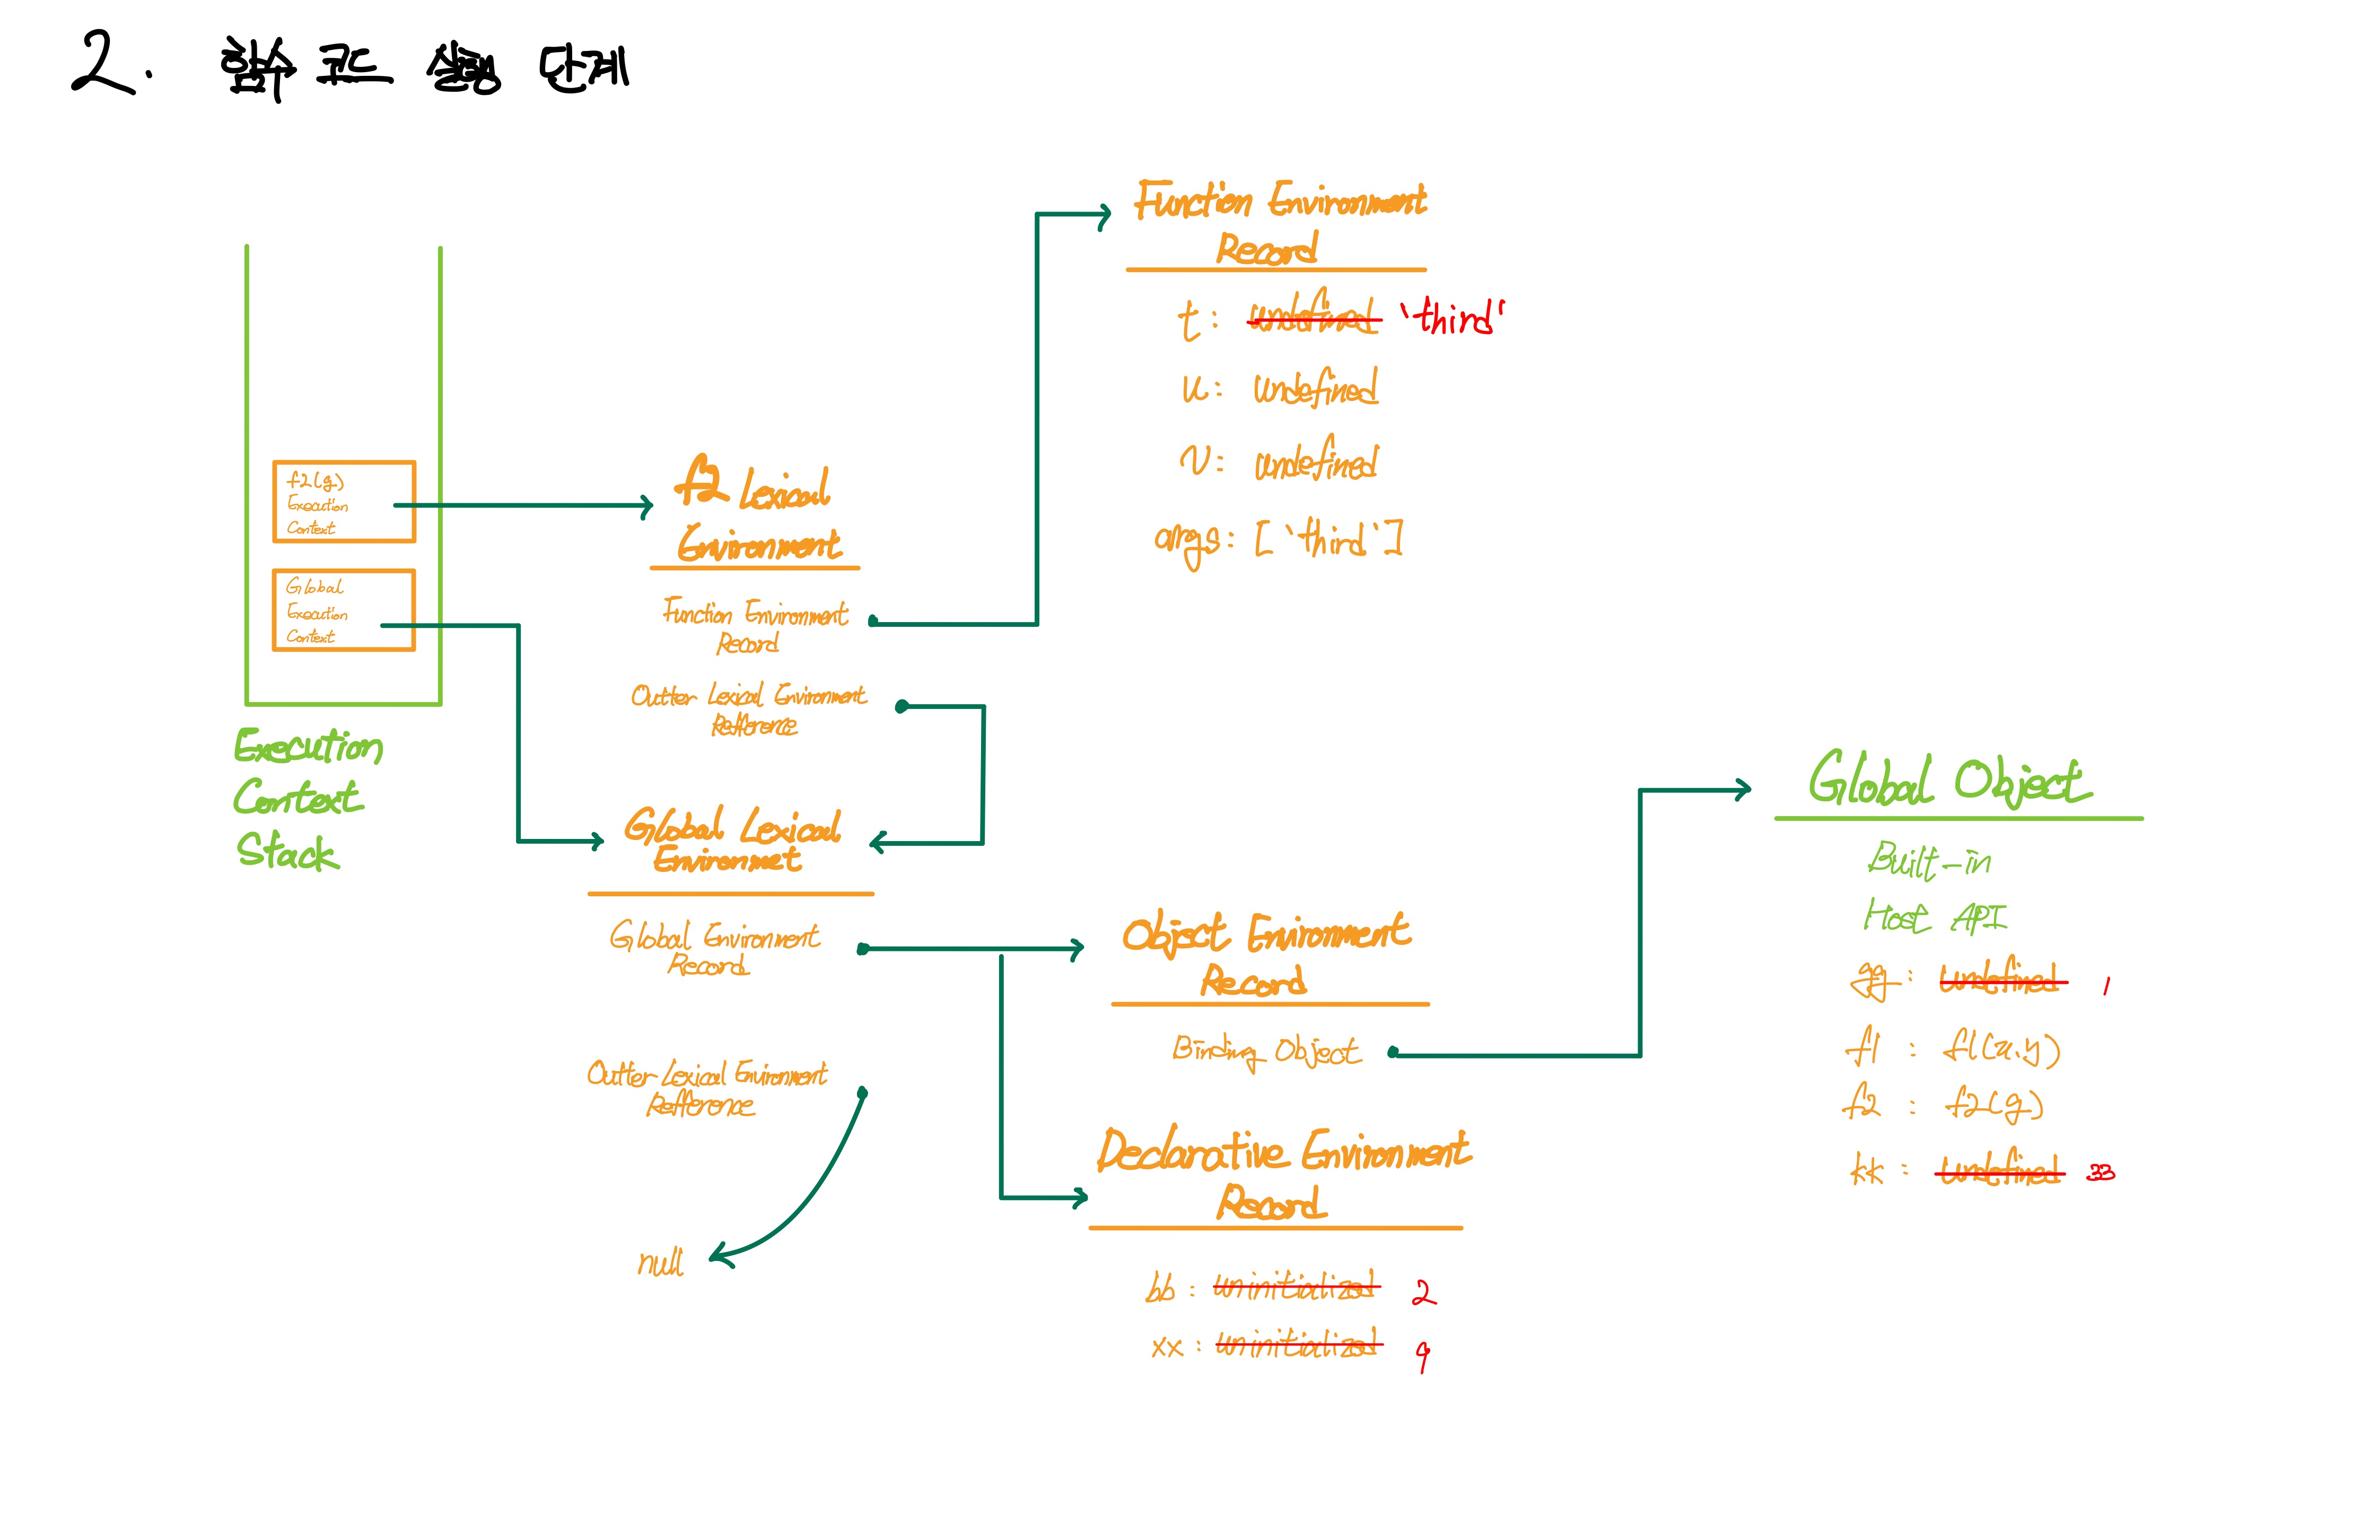 2. 함수 코드 실행 단계
f2(g)
Execution
Context
Global
Execution
Context
Execution
Context
Stack
f2 Lexical
Environment
Function Environment
Record
Outter Lexical Environment
Refference
Global Lexical
Environmet
Global Environment
Record
Outter Lexical Environment
Refference
null
Function Environment
Record
t: undefined 'third'
u: undefined
v: undefined
args: ['third']
Object Environment
Record
Binding Object
Declarative Environment
Record
: uninitialized 2
xx: uninitialized 9
Global Object
Built-in
Host API
: undefined 1
f1 : f1( )
f2 : f2(g)
kk : undefined 33